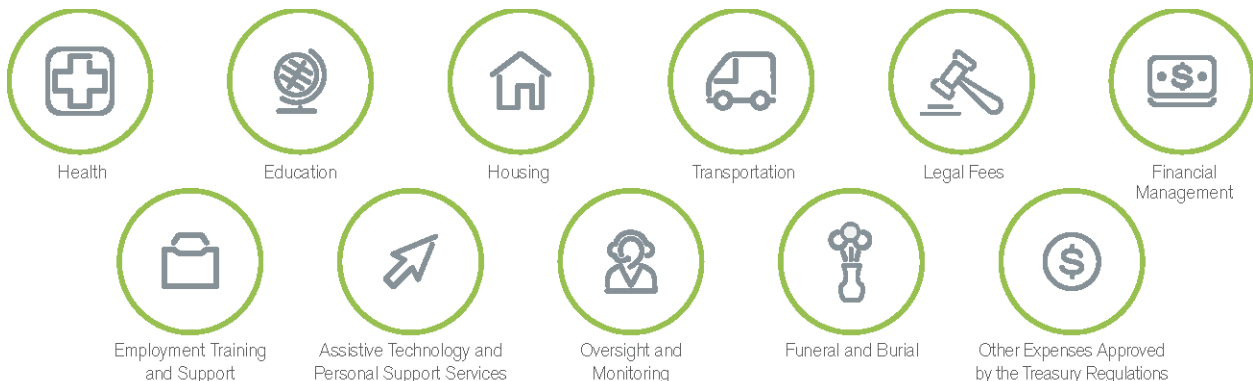 Health
Education
Housing
Transportation
Legal Fees
Financial
Management
Employment Training
and Support
Assistive Technology and
Personal Support Services
Oversight and
Monitoring
Funeral and Burial
Other Expenses Approved
by the Treasury Regulations